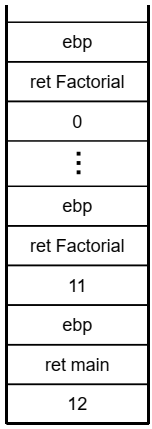 ebp
ret Factorial
0
⋮
ebp
ret Factorial
11
ebp
ret main
12